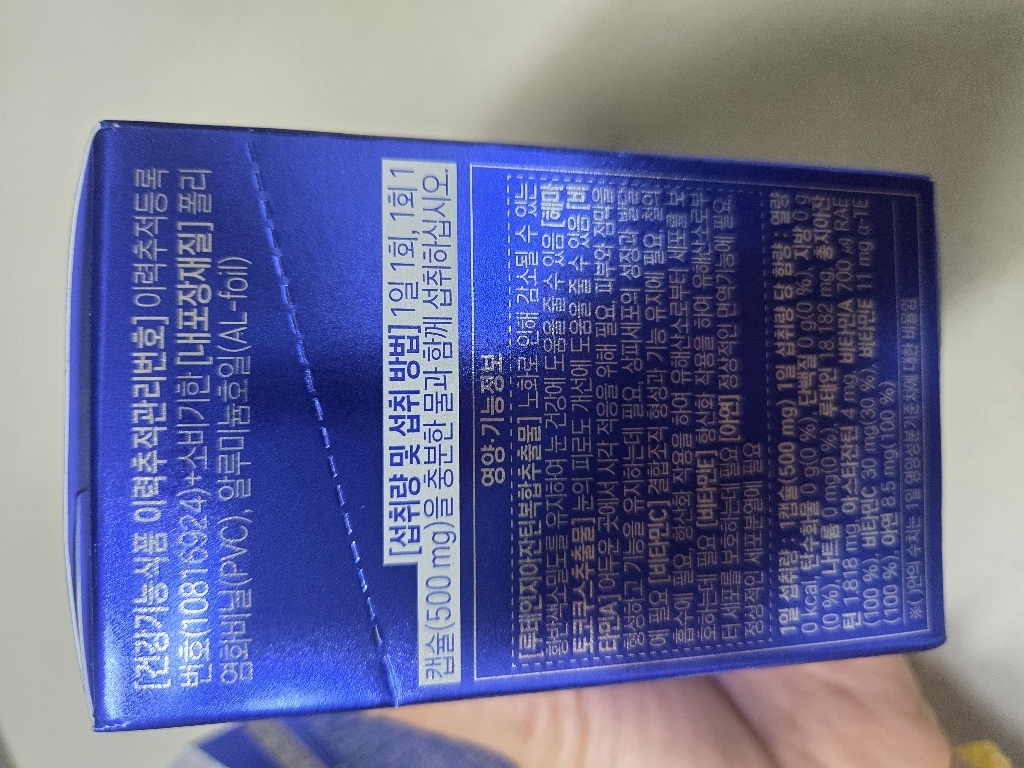 [건강기능식품 이력추적관리번호] 이력추적등록
번호(10816924)+소비기한 [내포장재질] 폴리
염화비닐(PVC), 알루미늄호일(AL-foil)
[섭취량 및 섭취 방법] 1일 1회, 1회 1
캡슐(500 mg)을 충분한 물과 함께 섭취하십시오.
영양·기능정보
[루테인지아잔틴복합추출물] 노화로 인해 감소될 수 있는
황반색소밀도를 유지하여 눈 건강에 도움을 줄 수 있음 [헤마
토코쿠스추출물] 눈의 피로도 개선에 도움을 줄 수 있음 [비
타민A] 어두운 곳에서 시각 적응을 위해 필요, 피부와 점막을
형성하고 기능을 유지하는데 필요, 상피세포의 성장과 발달
에 필요 [비타민C] 결합조직 형성과 기능 유지에 필요, 철의
흡수에 필요, 항산화 작용을 하여 유해산소로부터 세포를 보
호하는데 필요 [비타민E] 항산화 작용을 하여 유해산소로부
터 세포를 보호하는데 필요 [아연] 정상적인 면역기능에 필요,
정상적인 세포분열에 필요
1일 섭취량 : 1캡슐(500 mg), 1일 섭취량 당 함량 : 열량
0 kcal, 탄수화물 0 g(0 %), 단백질 0 g(0 %), 지방 0 g
(0 %), 나트륨 0 mg(0 %), 루테인 18.182 mg, 총지아잔
틴 1.818 mg, 아스타잔틴 4 mg, 비타민A 700 μg RAE
(100 %), 비타민C 30 mg(30 %), 비타민E 11 mg α-TE
(100 %), 아연 8.5 mg(100 %)
※( )안의 수치는 1일 영양성분기준치에 대한 비율임